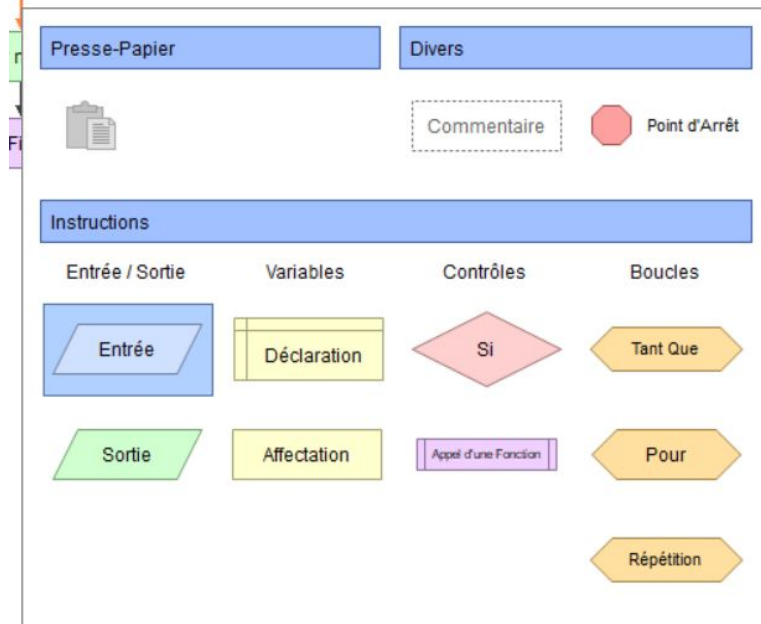 Presse-Papier
Divers
Commentaire
Point d'Arrêt
Instructions
Entrée / Sortie
Variables
Contrôles
Boucles
Entrée
Déclaration
Si
Tant Que
Sortie
Affectation
Appel d'une Fonction
Pour
Répétition